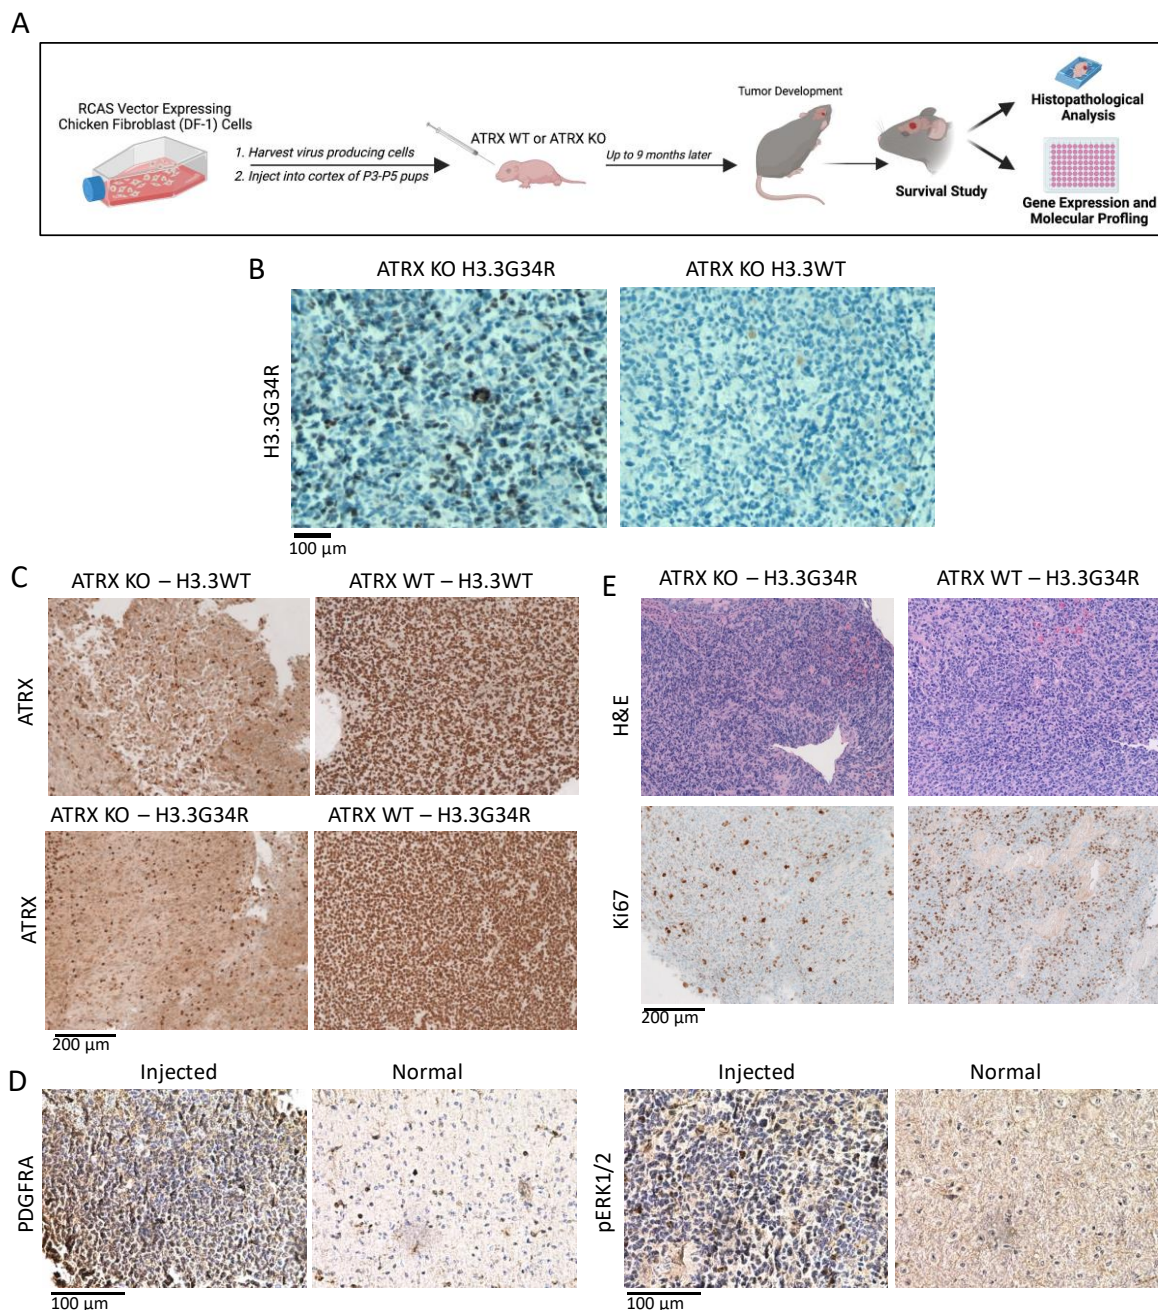 A
RCAS Vector Expressing
Chicken Fibroblast (DF-1) Cells
1. Harvest virus producing cells
2. Inject into cortex of P3-P5 pups
ATRX WT or ATRX KO
Up to 9 months later
Tumor Development
Survival Study
Histopathological
Analysis
Gene Expression and
Molecular Profling
B
ATRX KO H3.3G34R
ATRX KO H3.3WT
H3.3G34R
100 µm
C
ATRX KO – H3.3WT
ATRX WT – H3.3WT
ATRX
ATRX KO – H3.3G34R
ATRX WT – H3.3G34R
ATRX
200 µm
E
ATRX KO – H3.3G34R
ATRX WT – H3.3G34R
H&E
Ki67
200 µm
D
Injected
Normal
PDGFRA
100 µm
Injected
Normal
pERK1/2
100 µm